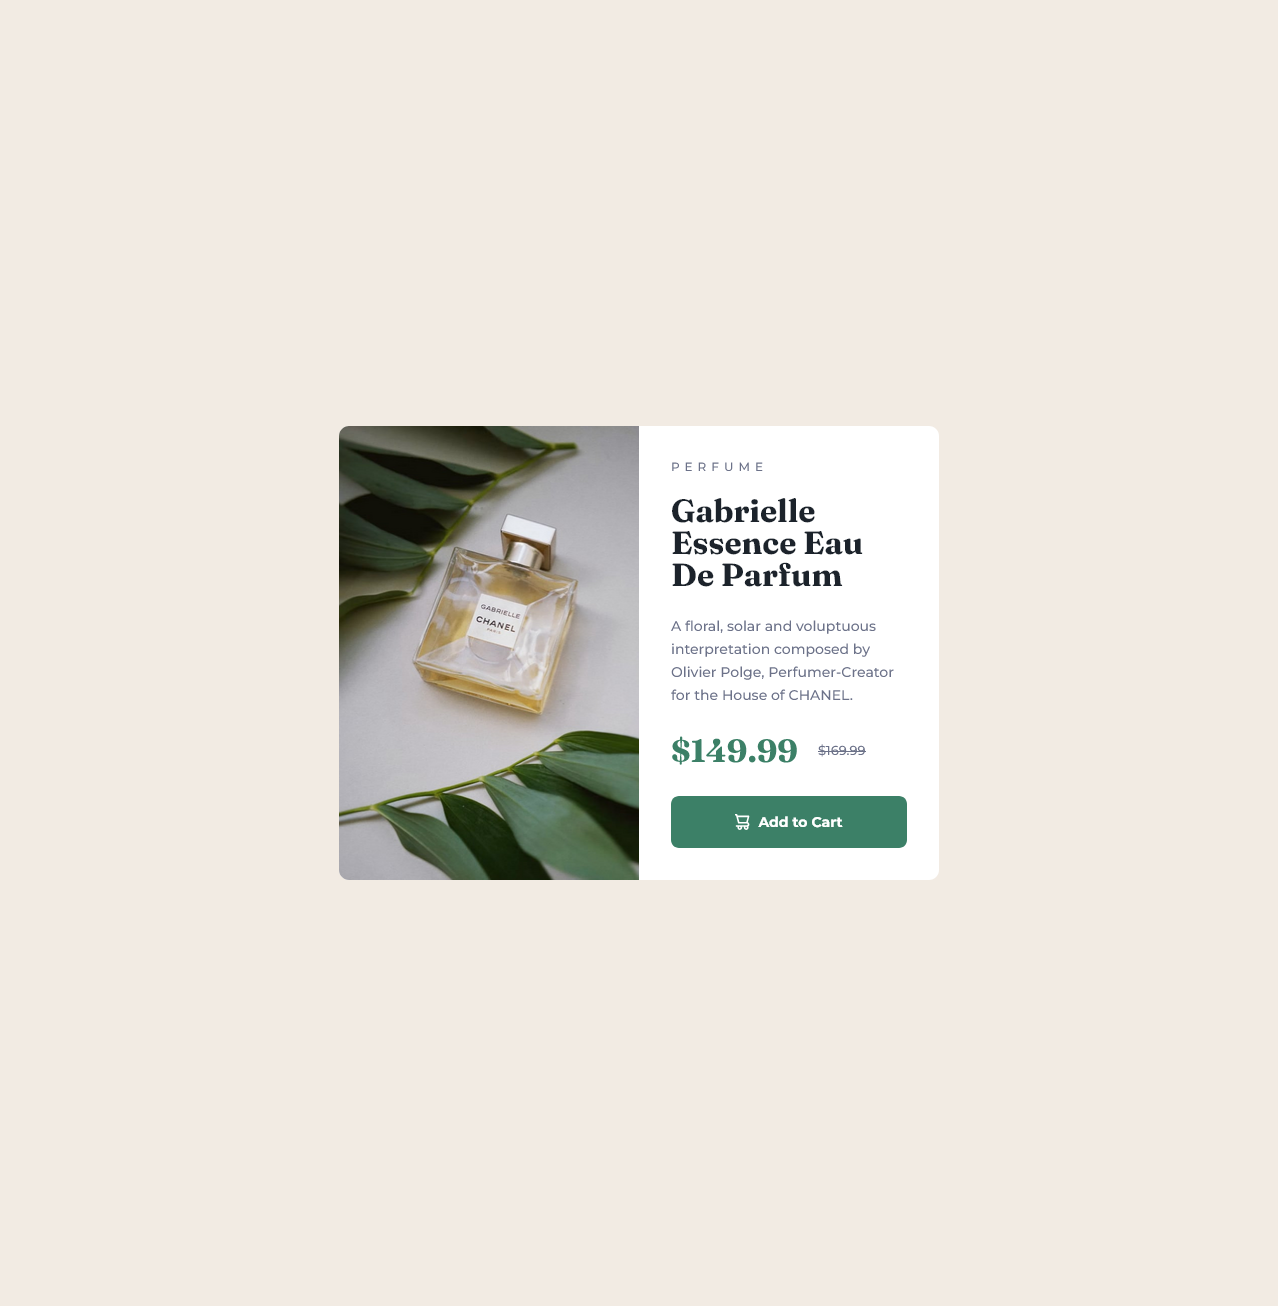 GABRIELLE
CHANEL
PARIS
PERFUME
Gabrielle
Essence Eau
De Parfum
A floral, solar and voluptuous
interpretation composed by
Olivier Polge, Perfumer-Creator
for the House of CHANEL.
$149.99 $169.99
Add to Cart